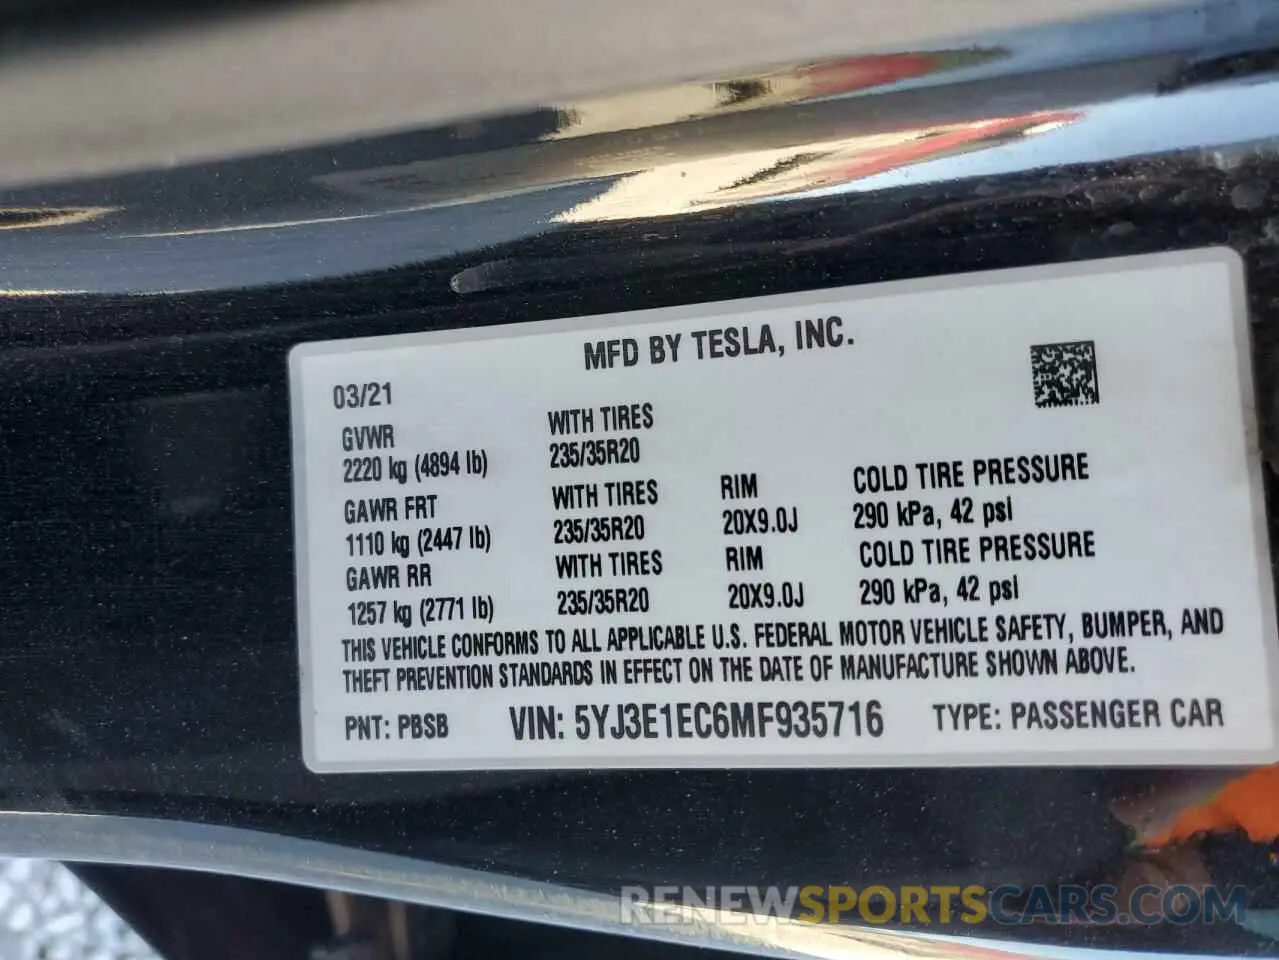 MFD BY TESLA, INC.
03/21
GVWR WITH TIRES
2220 kg (4894 lb) 235/35R20
GAWR FRT WITH TIRES RIM COLD TIRE PRESSURE
1110 kg (2447 lb) 235/35R20 20X9.0J 290 kPa, 42 psi
GAWR RR WITH TIRES RIM COLD TIRE PRESSURE
1257 kg (2771 lb) 235/35R20 20X9.0J 290 kPa, 42 psi
THIS VEHICLE CONFORMS TO ALL APPLICABLE U.S. FEDERAL MOTOR VEHICLE SAFETY, BUMPER, AND
THEFT PREVENTION STANDARDS IN EFFECT ON THE DATE OF MANUFACTURE SHOWN ABOVE.
PNT: PBSB VIN: 5YJ3E1EC6MF935716 TYPE: PASSENGER CAR
RENEWSPORTSCARS.COM